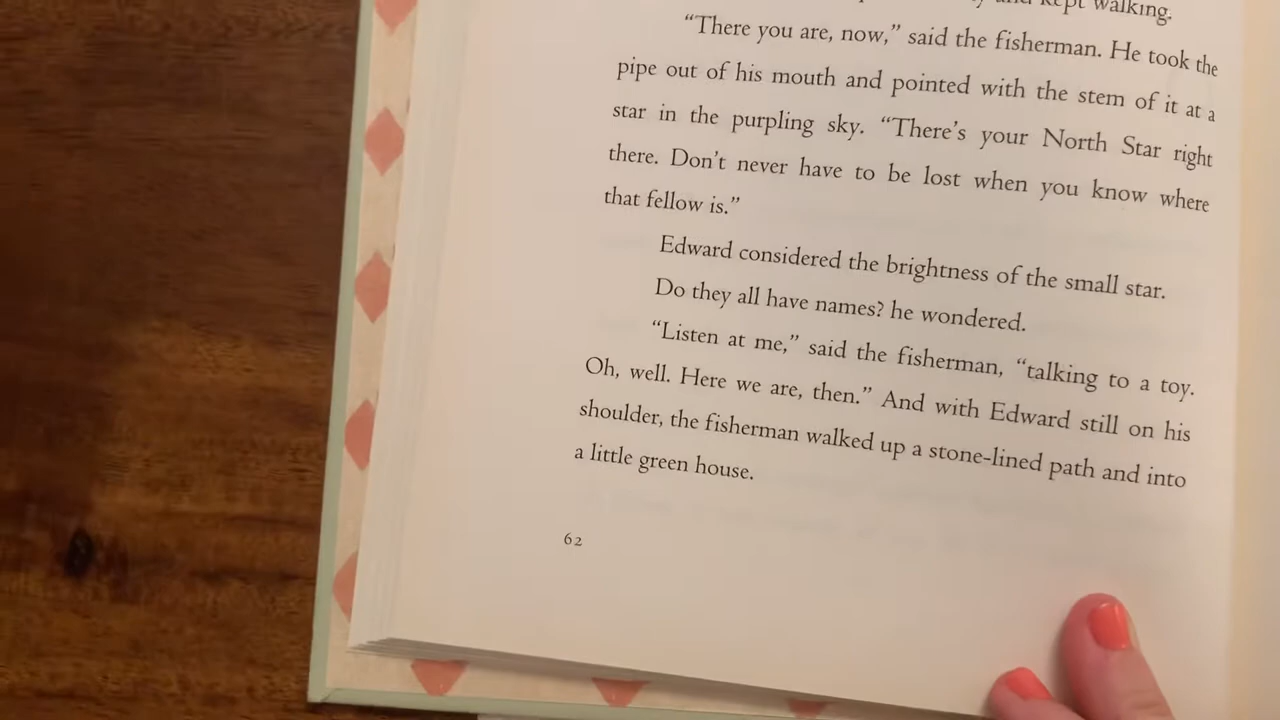 and kept walking.
“There you are, now,” said the fisherman. He took the
pipe out of his mouth and pointed with the stem of it at a
star in the purpling sky. “There’s your North Star right
there. Don’t never have to be lost when you know where
that fellow is.”
Edward considered the brightness of the small star.
Do they all have names? he wondered.
“Listen at me,” said the fisherman, “talking to a toy.
Oh, well. Here we are, then.” And with Edward still on his
shoulder, the fisherman walked up a stone-lined path and into
a little green house.
62